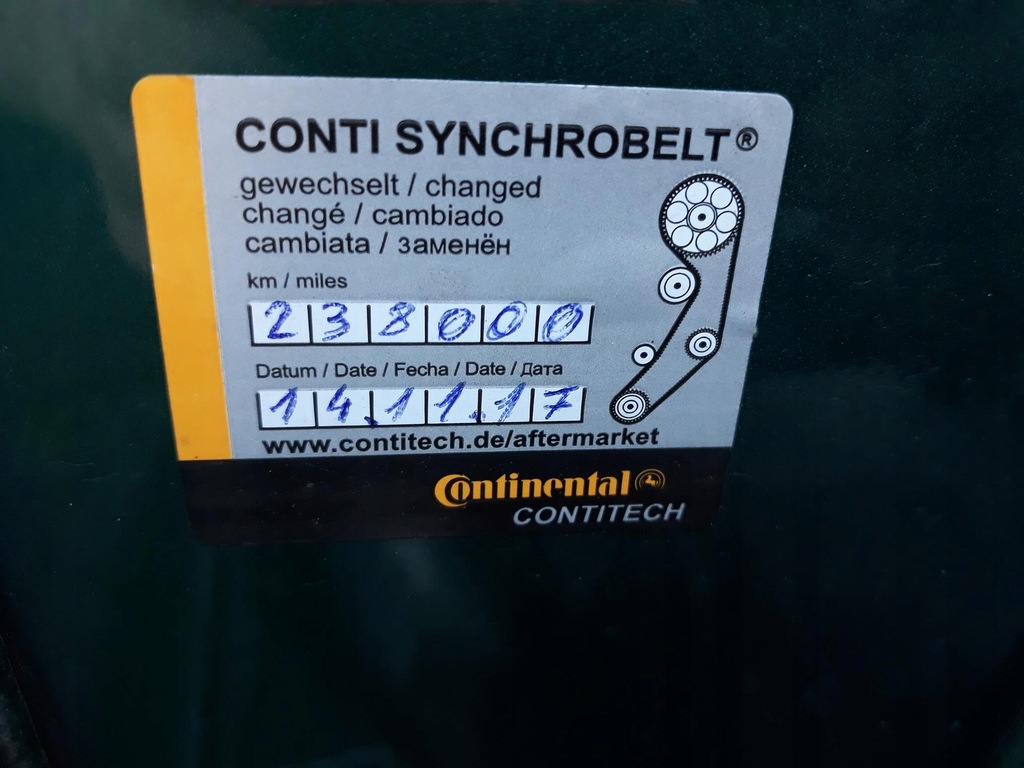 CONTI SYNCHROBELT®
gewechselt / changed
changé / cambiado
cambiata / заменён
km / miles
238000
Datum / Date / Fecha / Date / Дата
14.11.17
www.contitech.de/aftermarket
Continental
CONTITECH